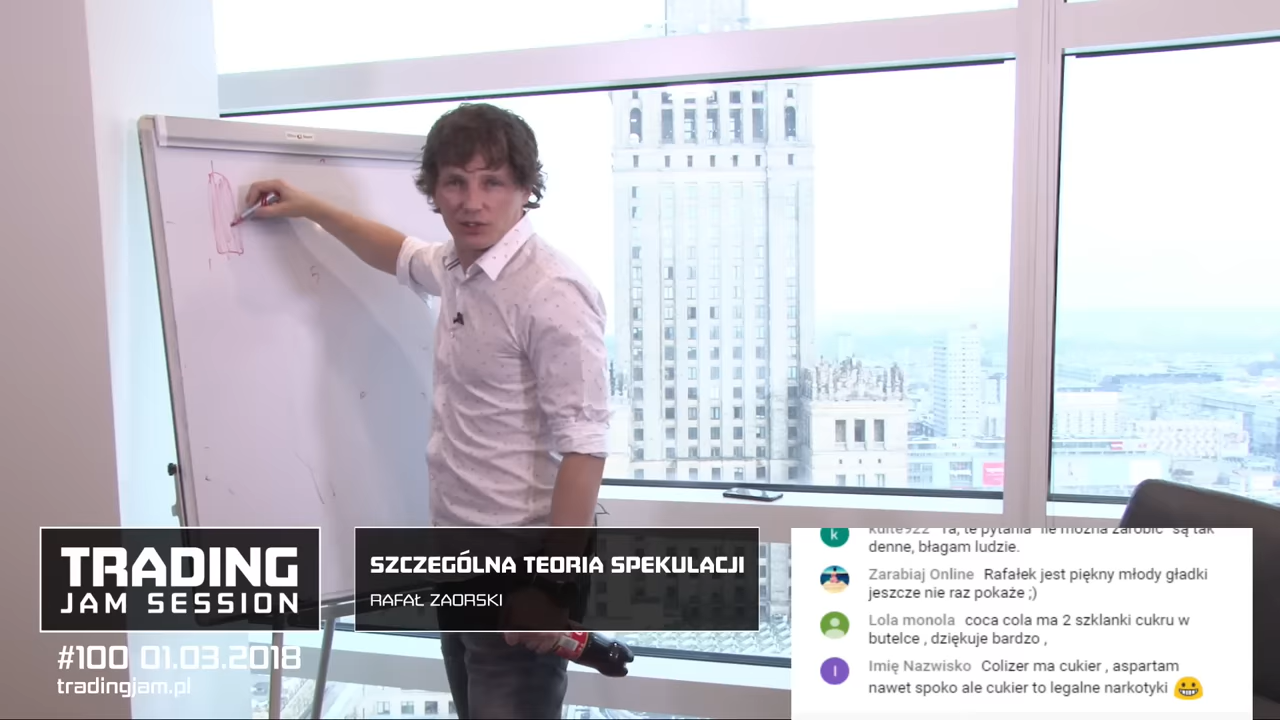 TRADING
JAM SESSION
#100 01.03.2018
tradingjam.pl
SZCZEGÓLNA TEORIA SPEKULACJI
RAFAŁ ZAORSKI
k
denne, błagam ludzie.
Zarabiaj Online Rafałek jest piękny młody gładki
jeszcze nie raz pokaże ;)
Lola monola coca cola ma 2 szklanki cukru w
butelce , dziękuje bardzo ,
I
Imię Nazwisko Colizer ma cukier , aspartam
nawet spoko ale cukier to legalne narkotyki